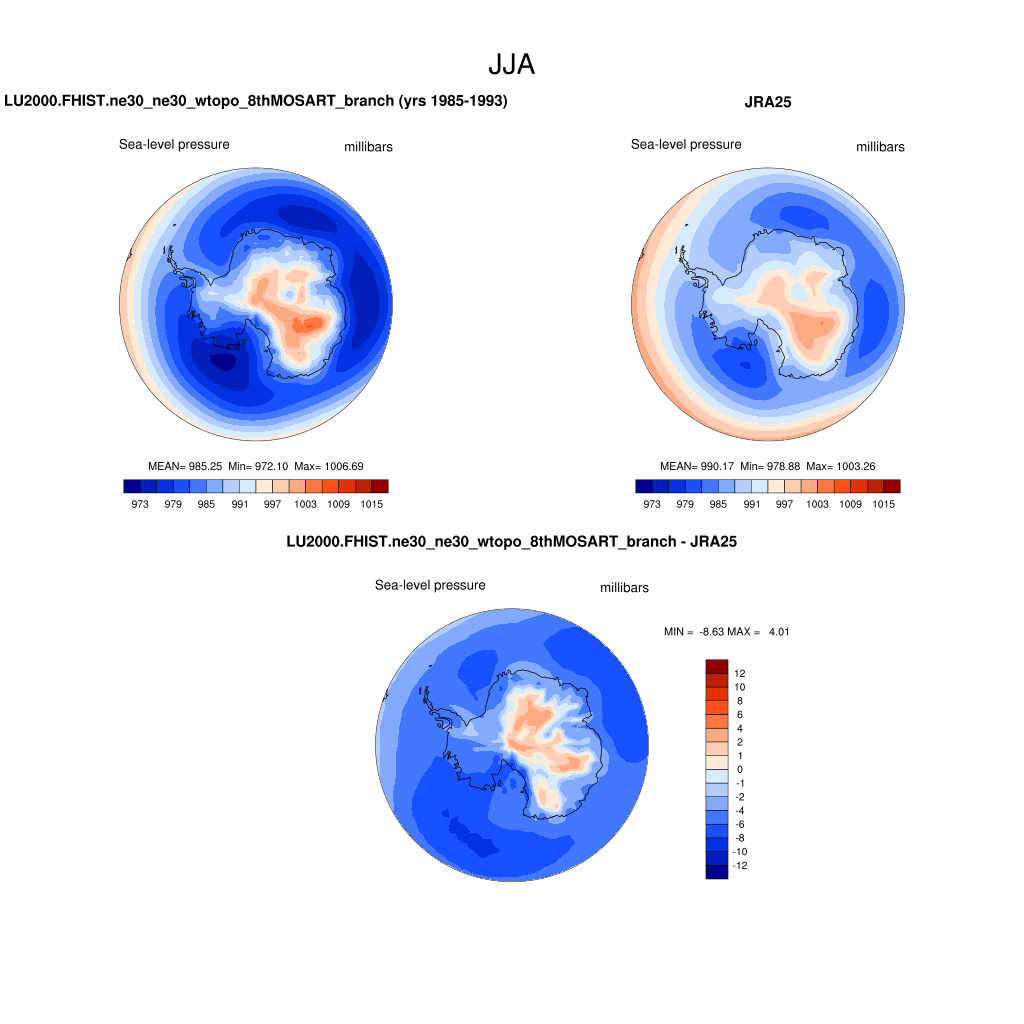 JJA
LU2000.FHIST.ne30_ne30_wtopo_8thMOSART_branch (yrs 1985-1993)
JRA25
Sea-level pressure millibars
Sea-level pressure millibars
MEAN= 985.25 Min= 972.10 Max= 1006.69
MEAN= 990.17 Min= 978.88 Max= 1003.26
973 979 985 991 997 1003 1009 1015
973 979 985 991 997 1003 1009 1015
LU2000.FHIST.ne30_ne30_wtopo_8thMOSART_branch - JRA25
Sea-level pressure millibars
MIN = -8.63 MAX = 4.01
12
10
8
6
4
2
1
0
-1
-2
-4
-6
-8
-10
-12